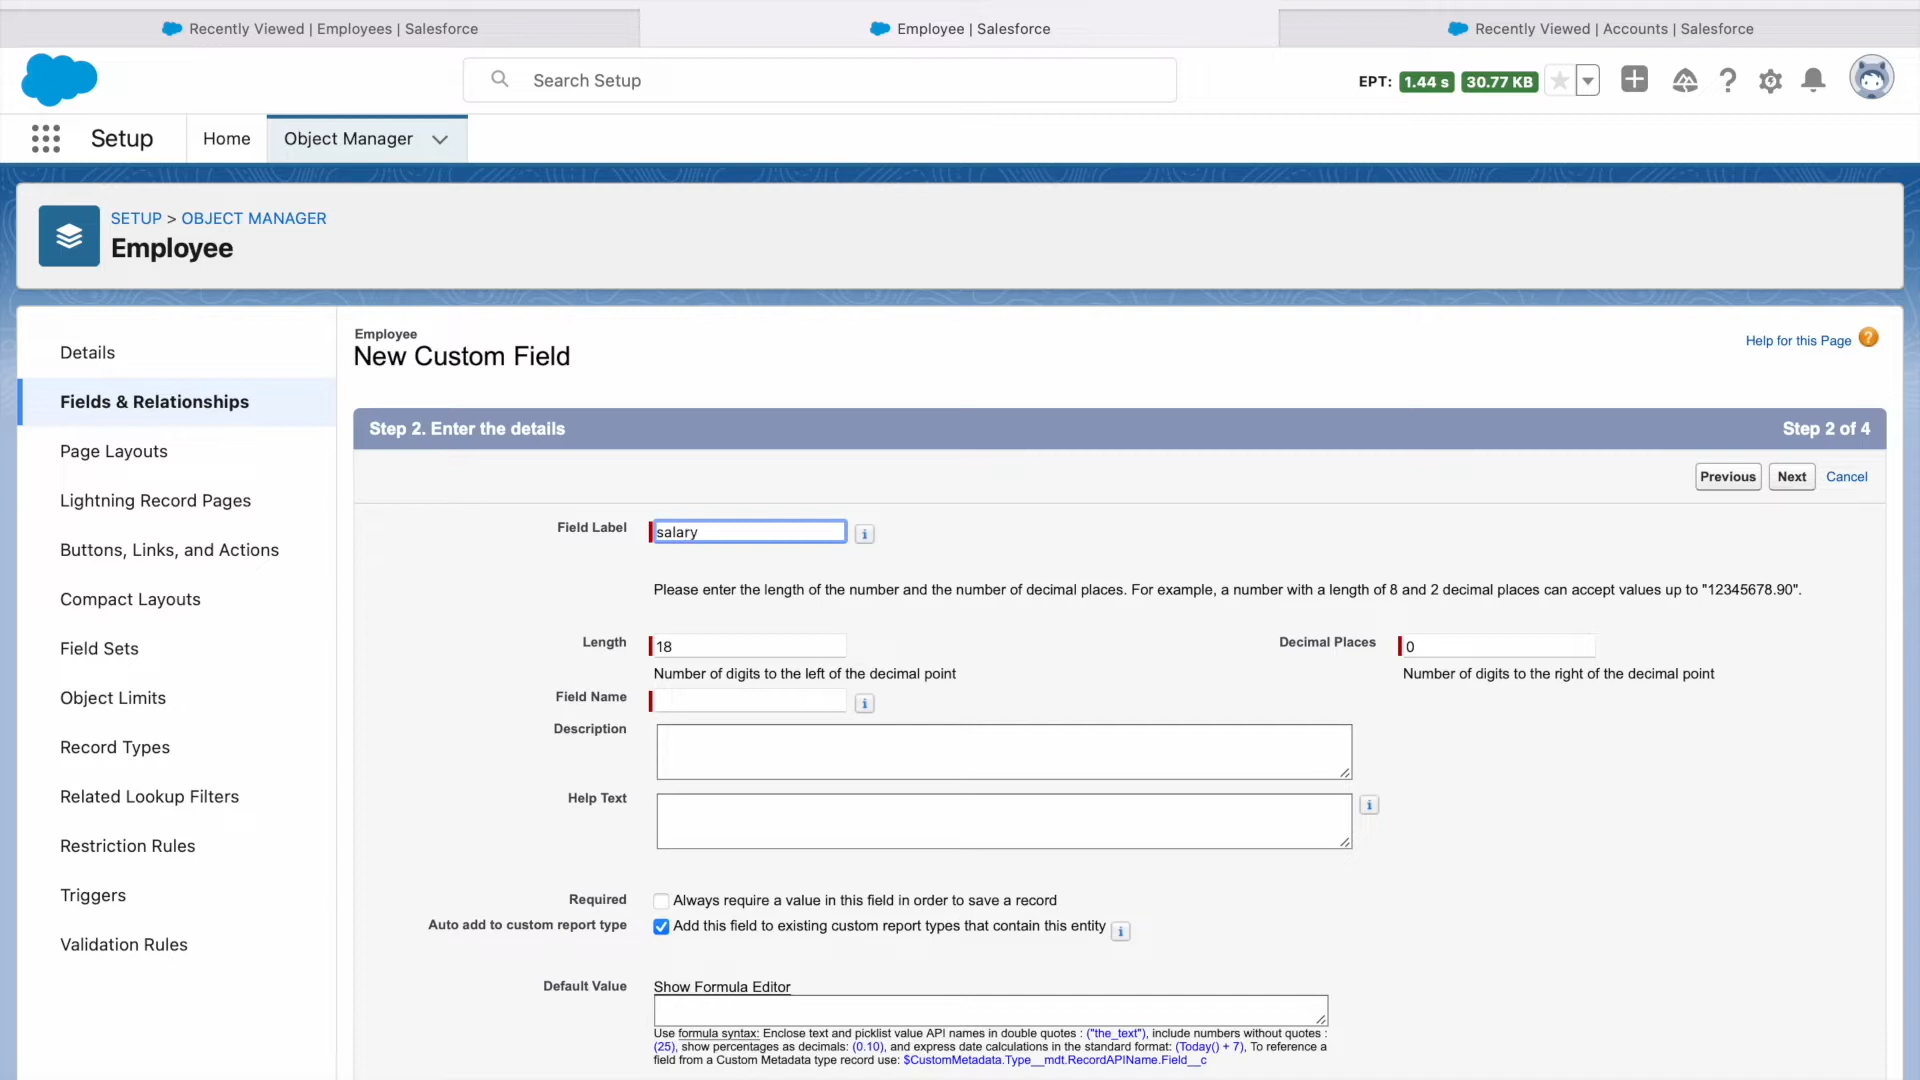 Recently Viewed | Employees | Salesforce
Employee | Salesforce
Recently Viewed | Accounts | Salesforce
Search Setup
EPT: 1.44 s 30.77 KB
Setup
Home
Object Manager
SETUP > OBJECT MANAGER
Employee
Details
Fields & Relationships
Page Layouts
Lightning Record Pages
Buttons, Links, and Actions
Compact Layouts
Field Sets
Object Limits
Record Types
Related Lookup Filters
Restriction Rules
Triggers
Validation Rules
Employee
New Custom Field
Help for this Page ?
Step 2. Enter the details
Step 2 of 4
Previous Next Cancel
Field Label salary i
Please enter the length of the number and the number of decimal places. For example, a number with a length of 8 and 2 decimal places can accept values up to "12345678.90".
Length 18
Number of digits to the left of the decimal point
Decimal Places 0
Number of digits to the right of the decimal point
Field Name i
Description
Help Text i
Required Always require a value in this field in order to save a record
Auto add to custom report type Add this field to existing custom report types that contain this entity i
Default Value Show Formula Editor
Use formula syntax: Enclose text and picklist value API names in double quotes : ("the_text"), include numbers without quotes :
(25), show percentages as decimals: (0.10), and express date calculations in the standard format: (Today() + 7), To reference a
field from a Custom Metadata type record use: $CustomMetadata.Type__mdt.RecordAPIName.Field__c